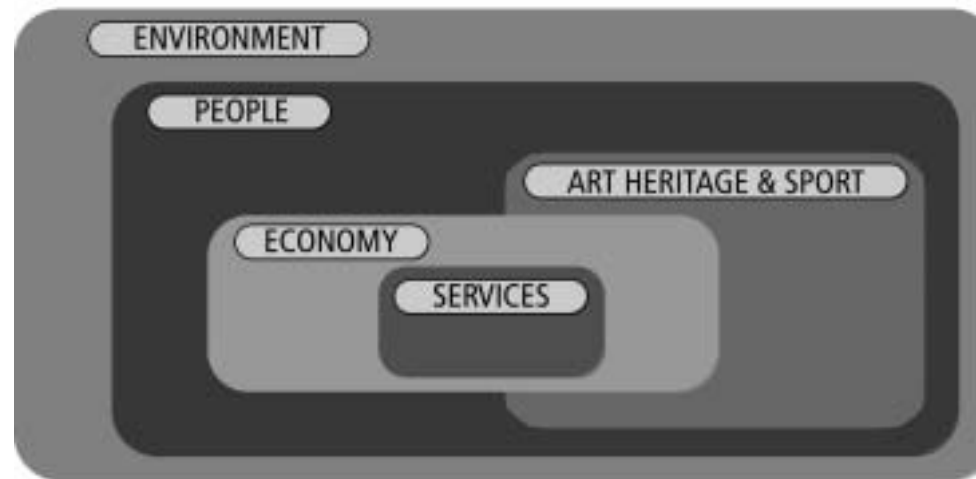 ENVIRONMENT
PEOPLE
ART HERITAGE & SPORT
ECONOMY
SERVICES